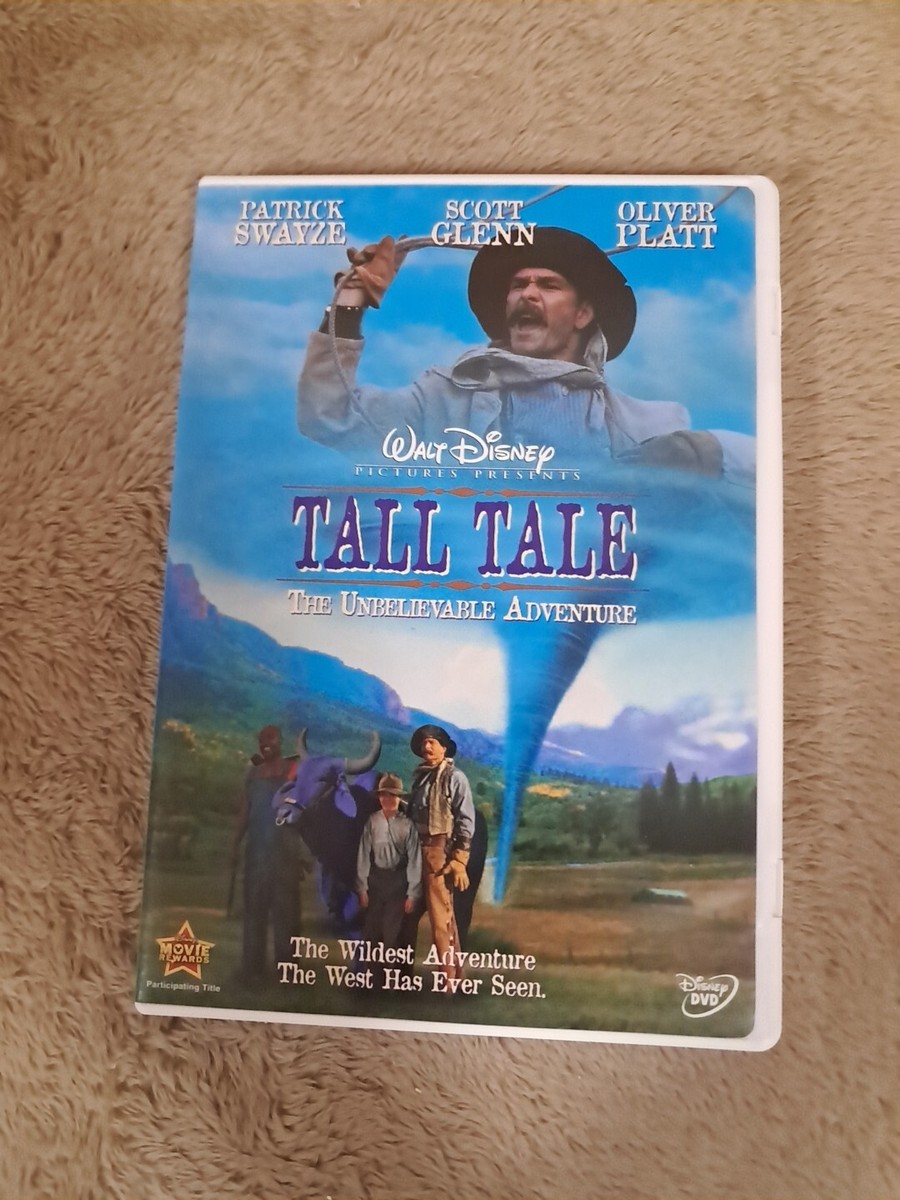 PATRICK SWAYZE
SCOTT GLENN
OLIVER PLATT
WALT DISNEY
PICTURES PRESENTS
TALL TALE
THE UNBELIEVABLE ADVENTURE
The Wildest Adventure
The West Has Ever Seen.
MOVIE
REWARDS
Participating Title
Disney
DVD